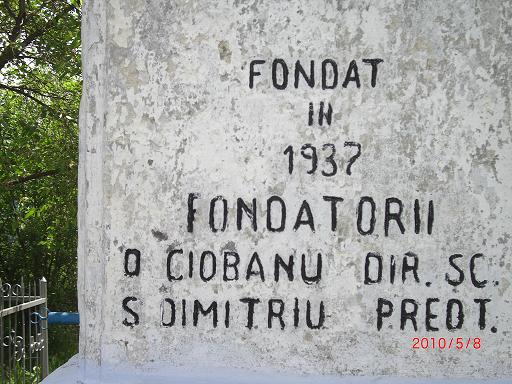 FONDAT
IN
1937
FONDATORII
O CIOBANU DIR. SC.
S DIMITRIU PREOT.
2010/5/8